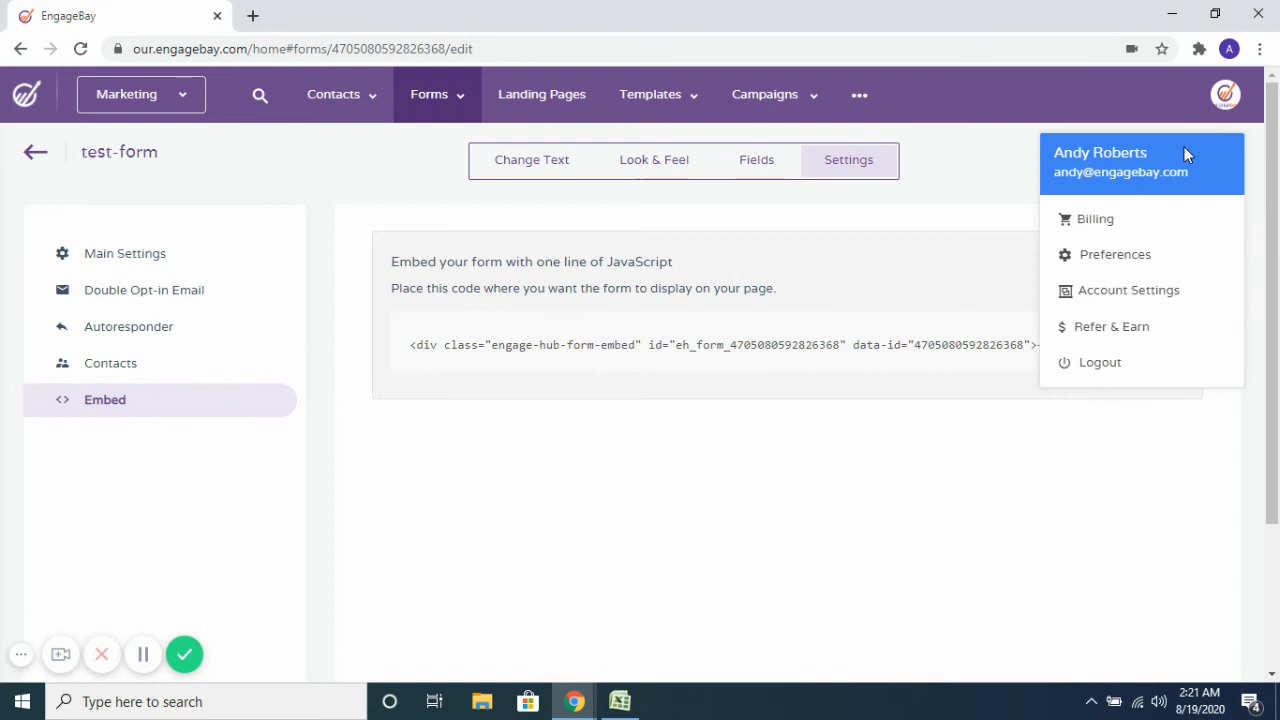 EngageBay
our.engagebay.com/home#forms/4705080592826368/edit
A
Marketing
Contacts
Forms
Landing Pages
Templates
Campaigns
test-form
Change Text
Look & Feel
Fields
Settings
Andy Roberts
andy@engagebay.com
Billing
Preferences
Account Settings
$ Refer & Earn
Logout
Main Settings
Double Opt-in Email
Autoresponder
Contacts
<> Embed
Embed your form with one line of JavaScript
Place this code where you want the form to display on your page.
<div class="engage-hub-form-embed" id="eh_form_4705080592826368" data-id="4705080592826368">
Type here to search
2:21 AM
8/19/2020
4